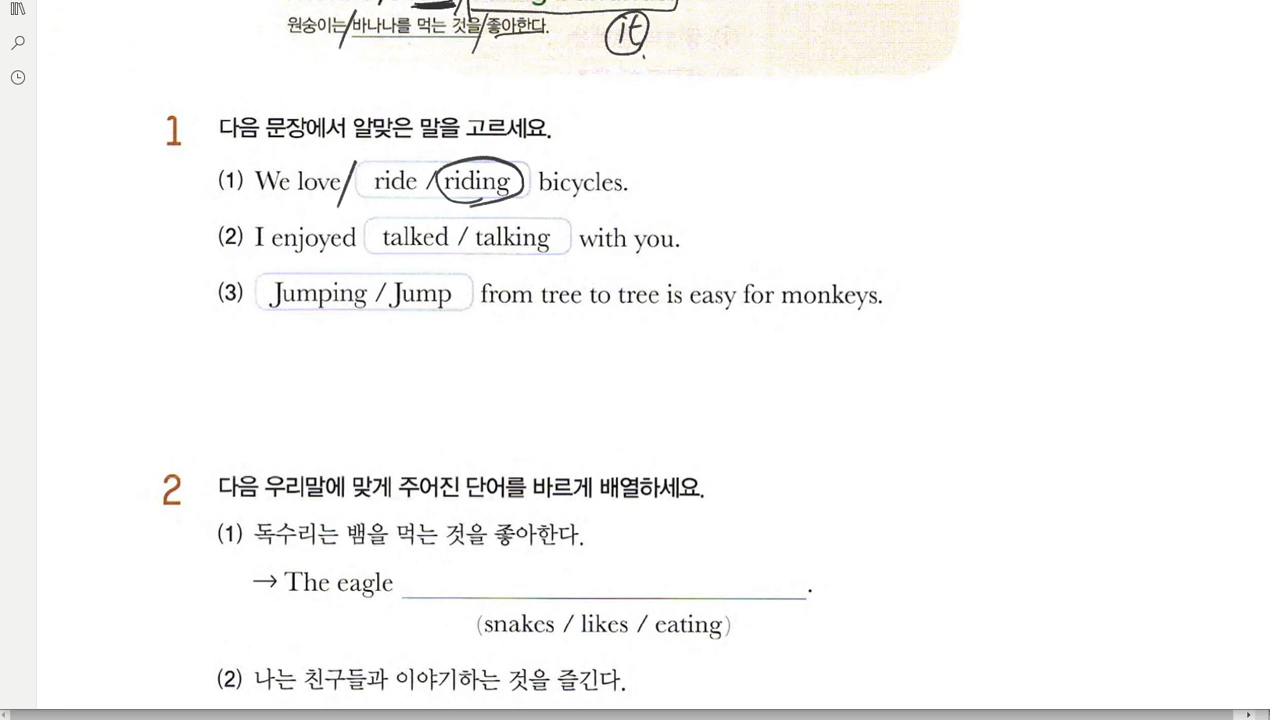 원숭이는/바나나를 먹는 것을/좋아한다.
it.
1 다음 문장에서 알맞은 말을 고르세요.
(1) We love/ ride / riding bicycles.
(2) I enjoyed talked / talking with you.
(3) Jumping / Jump from tree to tree is easy for monkeys.
2 다음 우리말에 맞게 주어진 단어를 바르게 배열하세요.
(1) 독수리는 뱀을 먹는 것을 좋아한다.
→ The eagle .
(snakes / likes / eating)
(2) 나는 친구들과 이야기하는 것을 즐긴다.